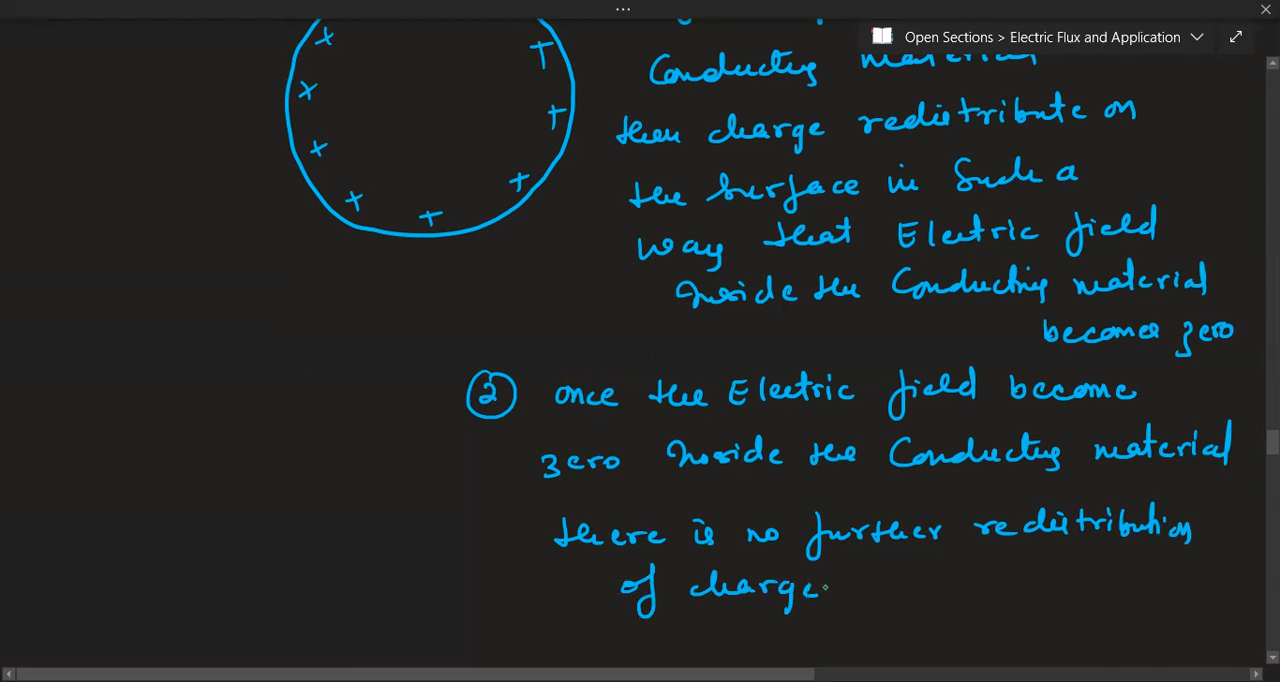 Open Sections > Electric Flux and Application
Conducting material
then charge redistribute on
the surface in such a
way that Electric field
inside the Conducting material
becomes zero
② once the Electric field become
zero inside the Conducting material
there is no further redistribution
of charge